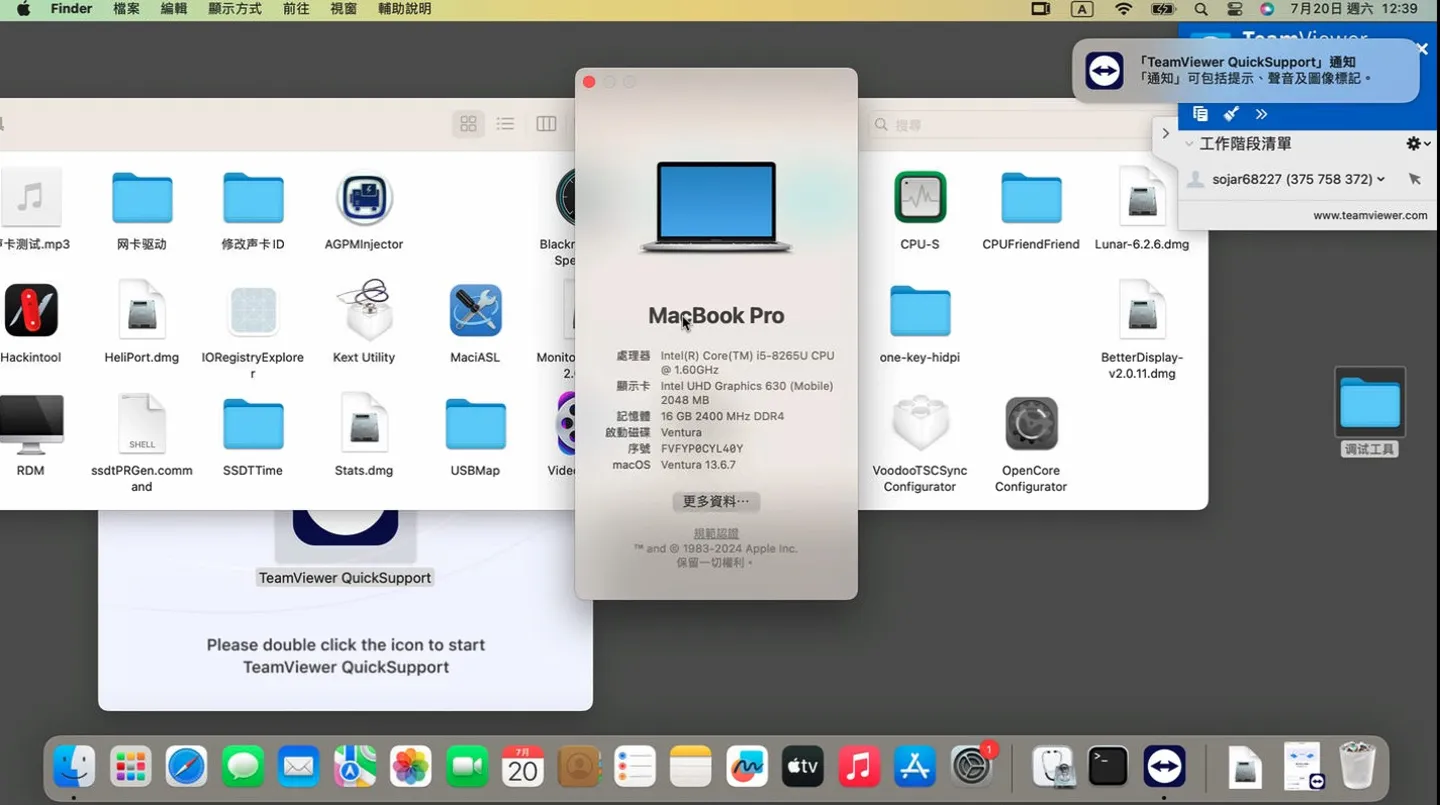 Finder 檔案 編輯 顯示方式 前往 視窗 輔助說明
A
7月20日 週六 12:39
TeamViewer
「TeamViewer QuickSupport」通知
「通知」可包括提示、聲音及圖像標記。
工作階段清單
sojar68227 (375 758 372)
www.teamviewer.com
搜尋
声卡测试.mp3
网卡驱动
修改声卡ID
AGPMInjector
CPU-S
CPUFriendFriend
Lunar-6.2.6.dmg
Hackintool
HeliPort.dmg
IORegistryExplore
r
Kext Utility
MaciASL
one-key-hidpi
BetterDisplay-
v2.0.11.dmg
RDM
SHELL
ssdtPRGen.comm
and
SSDTTime
Stats.dmg
USBMap
VoodooTSCSync
Configurator
OpenCore
Configurator
MacBook Pro
處理器 Intel(R) Core(TM) i5-8265U CPU
@ 1.60GHz
顯示卡 Intel UHD Graphics 630 (Mobile)
2048 MB
記憶體 16 GB 2400 MHz DDR4
啟動磁碟 Ventura
序號 FVFYP0CYL40Y
macOS Ventura 13.6.7
更多資料⋯
規範認證
™ and © 1983-2024 Apple Inc.
保留一切權利。
调试工具
TeamViewer QuickSupport
Please double click the icon to start
TeamViewer QuickSupport
7月
20
tv
1